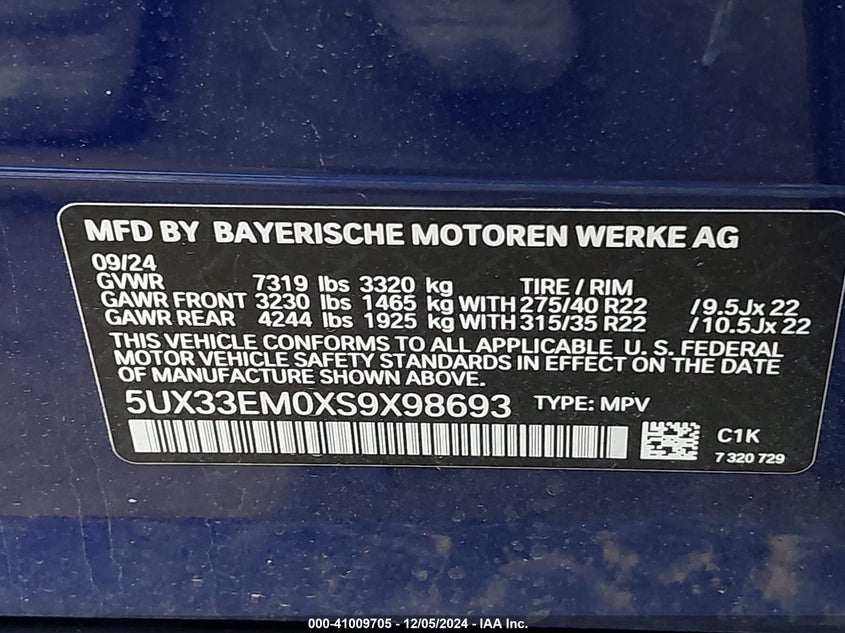 MFD BY BAYERISCHE MOTOREN WERKE AG
09/24
GVWR 7319 lbs 3320 kg TIRE / RIM
GAWR FRONT 3230 lbs 1465 kg WITH 275/40 R22 / 9.5Jx 22
GAWR REAR 4244 lbs 1925 kg WITH 315/35 R22 / 10.5Jx 22
THIS VEHICLE CONFORMS TO ALL APPLICABLE U. S. FEDERAL
MOTOR VEHICLE SAFETY STANDARDS IN EFFECT ON THE DATE
OF MANUFACTURE SHOWN ABOVE.
5UX33EM0XS9X98693 TYPE: MPV
C1K
7 320 729
000-41009705 - 12/05/2024 - IAA Inc.